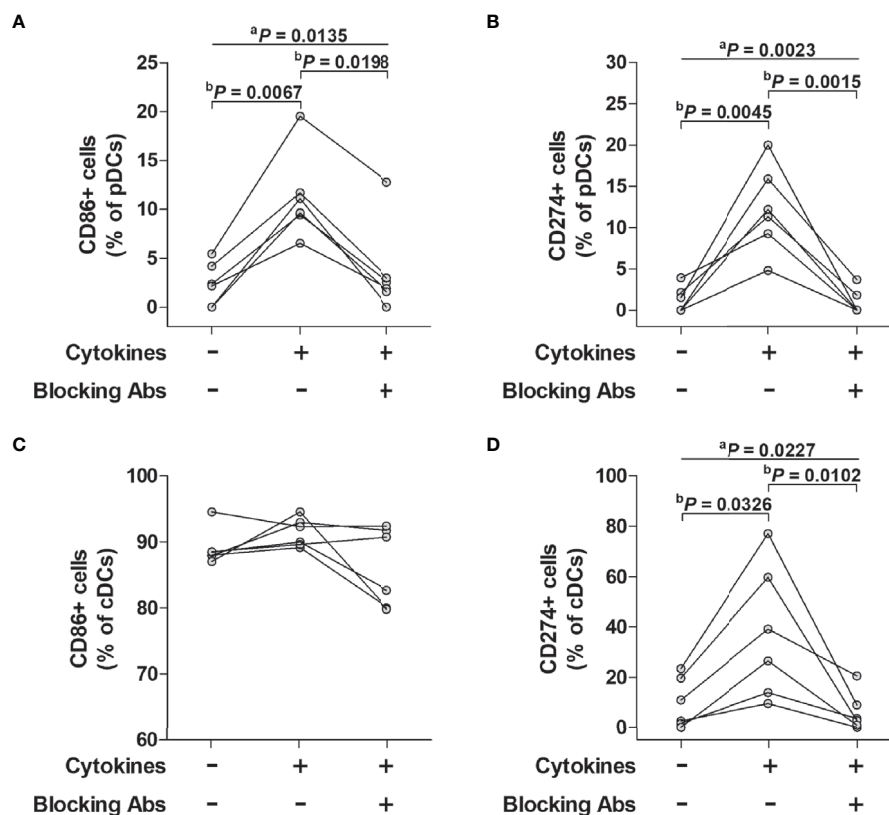 A
ᵃP = 0.0135
ᵇP = 0.0198
ᵇP = 0.0067
25
20
15
10
5
0
CD86+ cells
(% of pDCs)
Cytokines − + +
Blocking Abs − − +
B
ᵃP = 0.0023
ᵇP = 0.0015
ᵇP = 0.0045
30
25
20
15
10
5
0
CD274+ cells
(% of pDCs)
Cytokines − + +
Blocking Abs − − +
C
100
90
80
70
60
CD86+ cells
(% of cDCs)
Cytokines − + +
Blocking Abs − − +
D
ᵃP = 0.0227
ᵇP = 0.0102
ᵇP = 0.0326
100
80
60
40
20
0
CD274+ cells
(% of cDCs)
Cytokines − + +
Blocking Abs − − +